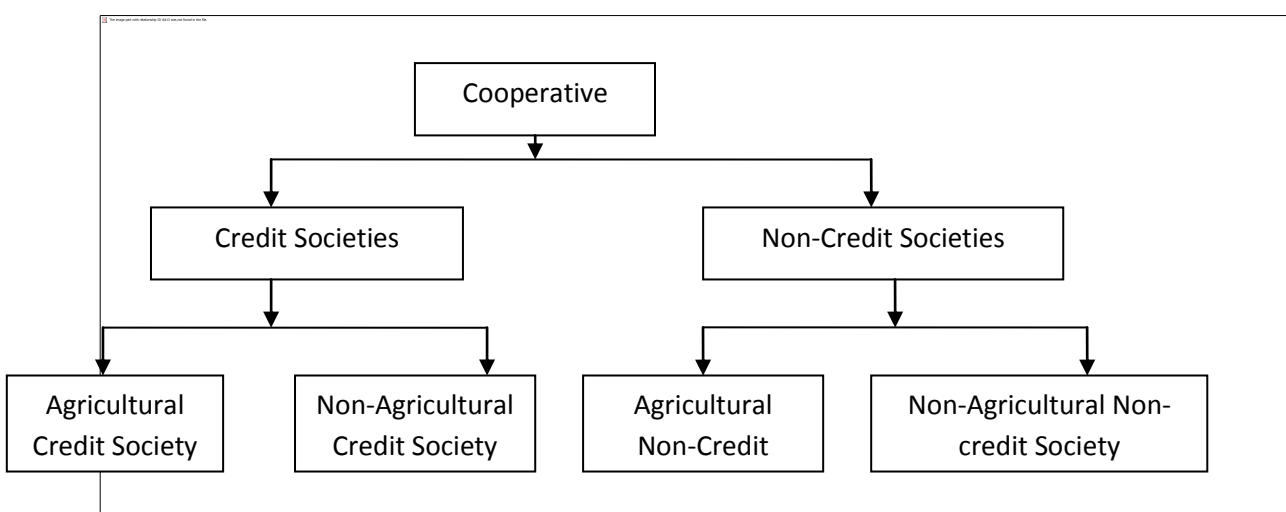 Cooperative
Credit Societies
Non-Credit Societies
Agricultural
Credit Society
Non-Agricultural
Credit Society
Agricultural
Non-Credit
Non-Agricultural Non-
credit Society